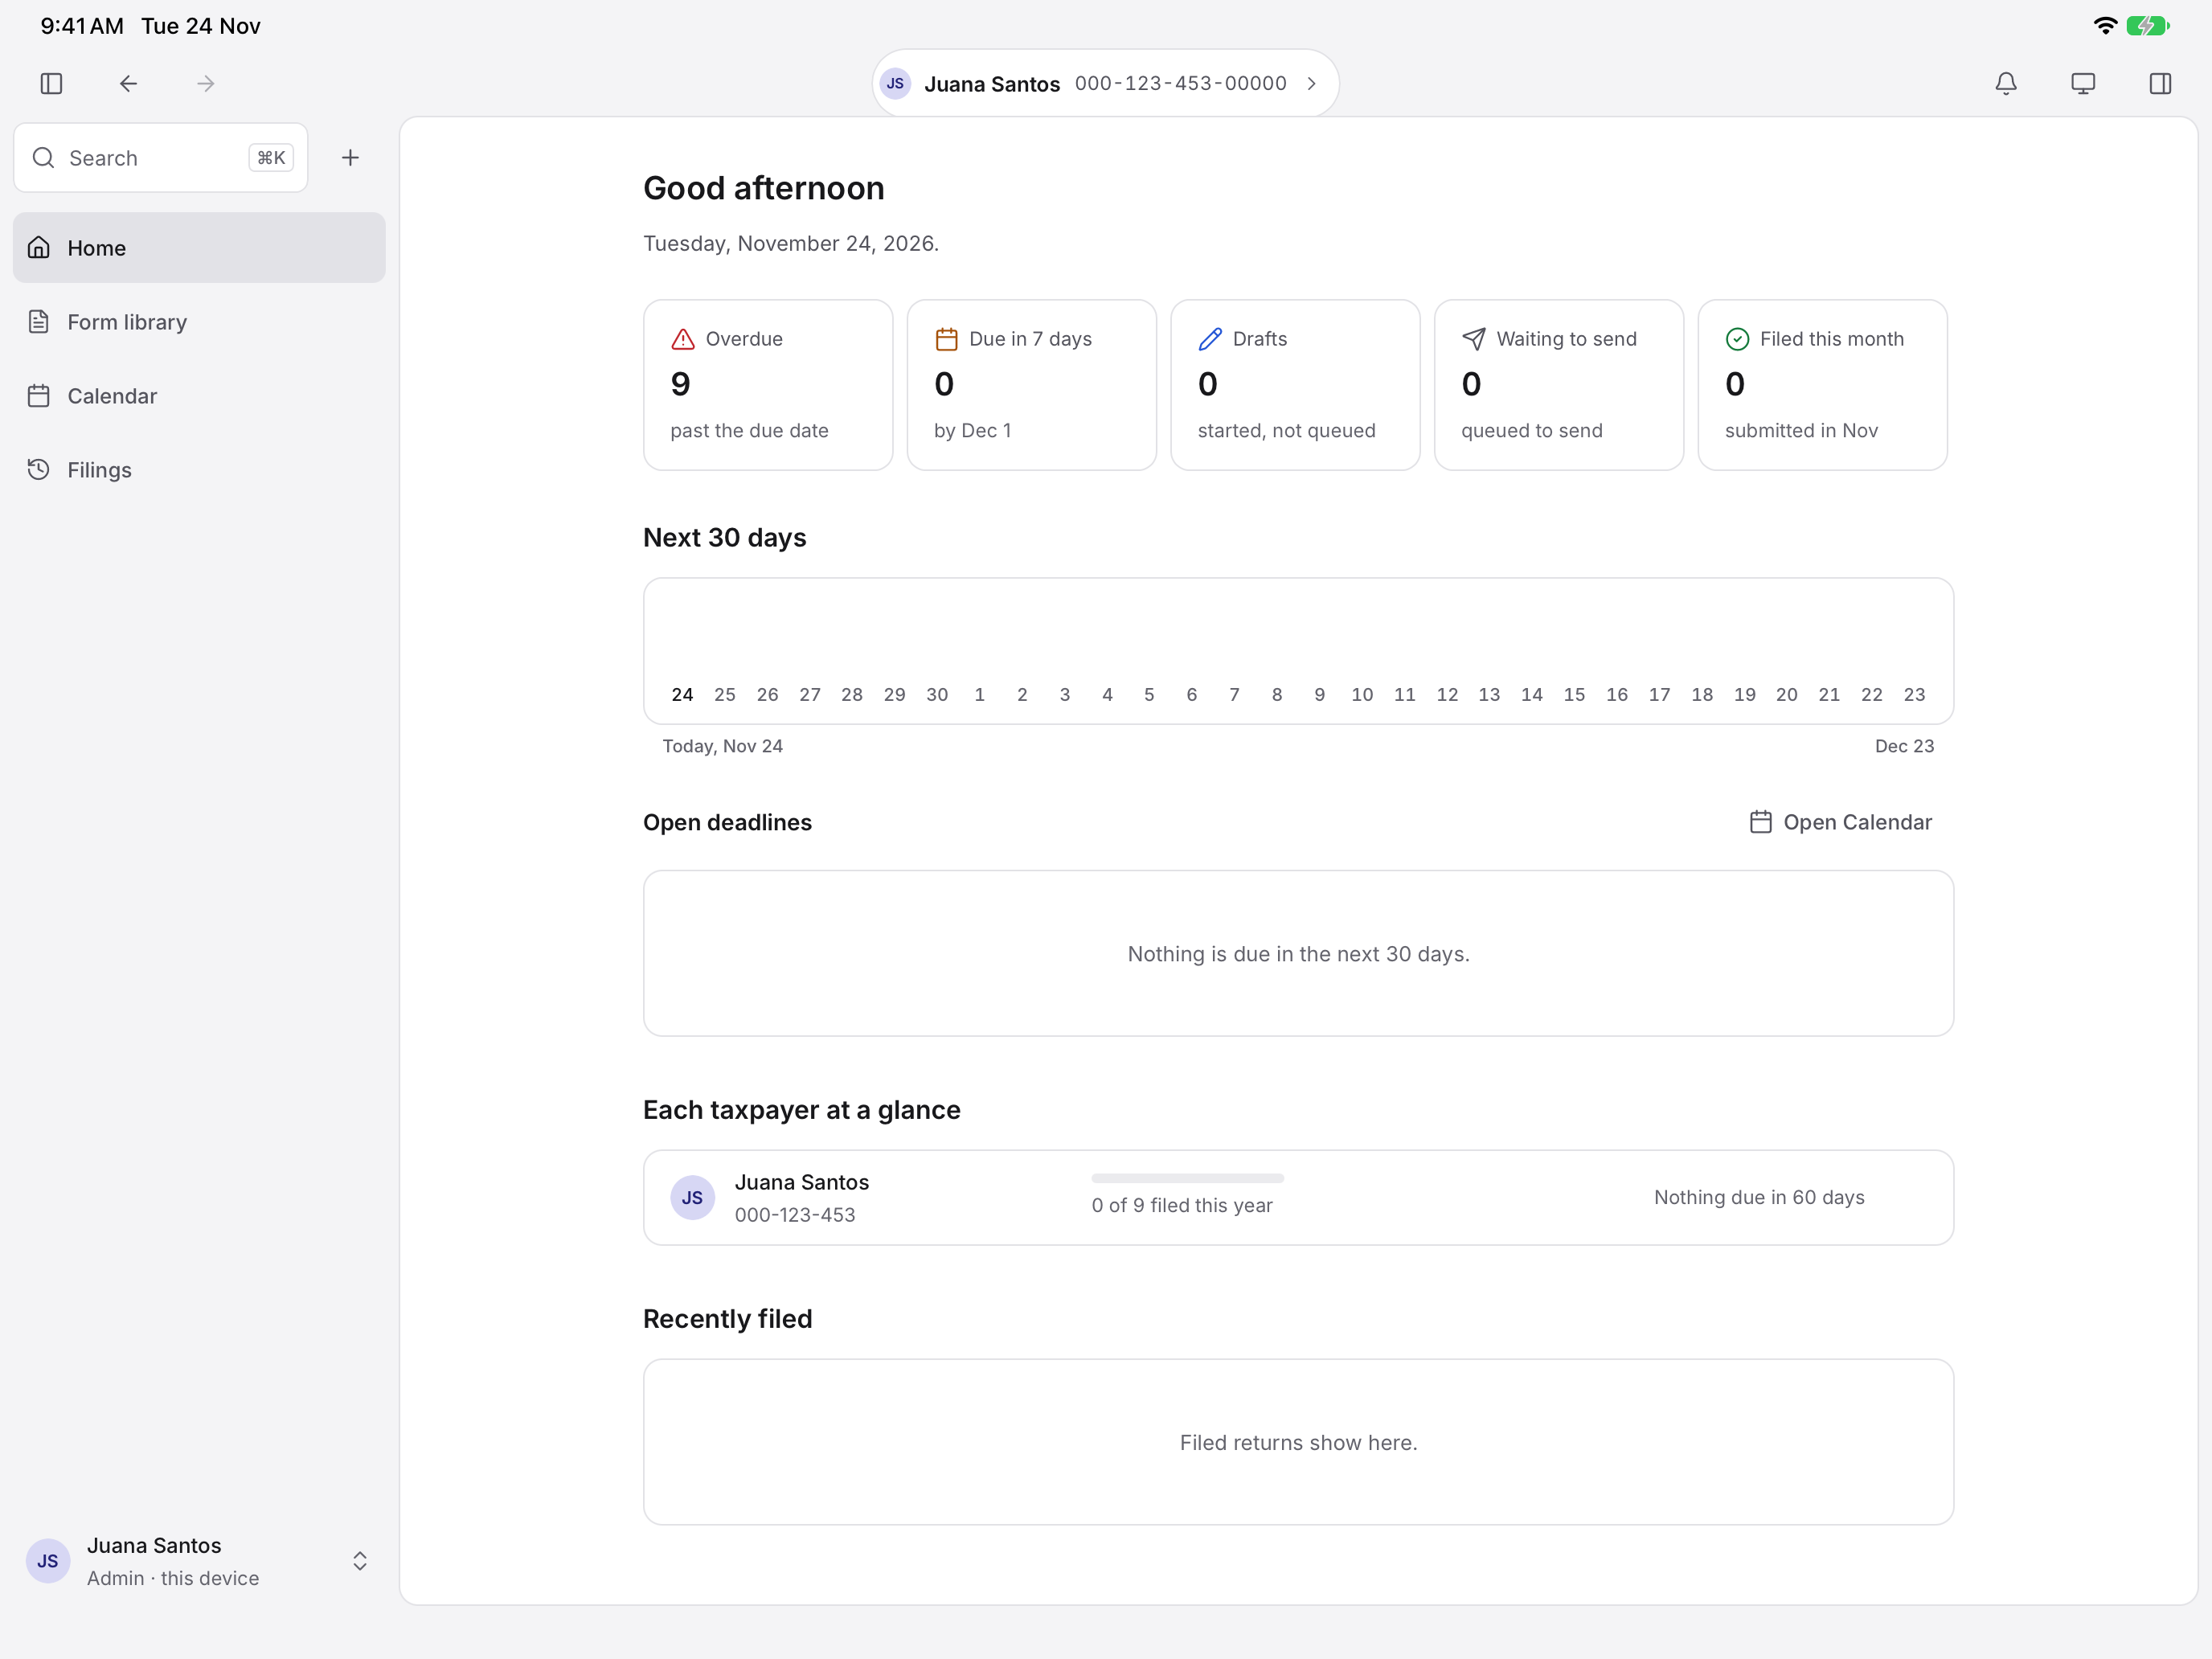 9:41 AM Tue 24 Nov
JS Juana Santos 000-123-453-00000
Search ⌘K
Home
Form library
Calendar
Filings
Good afternoon
Tuesday, November 24, 2026.
Overdue
9
past the due date
Due in 7 days
0
by Dec 1
Drafts
0
started, not queued
Waiting to send
0
queued to send
Filed this month
0
submitted in Nov
Next 30 days
24 25 26 27 28 29 30 1 2 3 4 5 6 7 8 9 10 11 12 13 14 15 16 17 18 19 20 21 22 23
Today, Nov 24 Dec 23
Open deadlines Open Calendar
Nothing is due in the next 30 days.
Each taxpayer at a glance
JS
Juana Santos
000-123-453
0 of 9 filed this year
Nothing due in 60 days
Recently filed
Filed returns show here.
JS
Juana Santos
Admin · this device